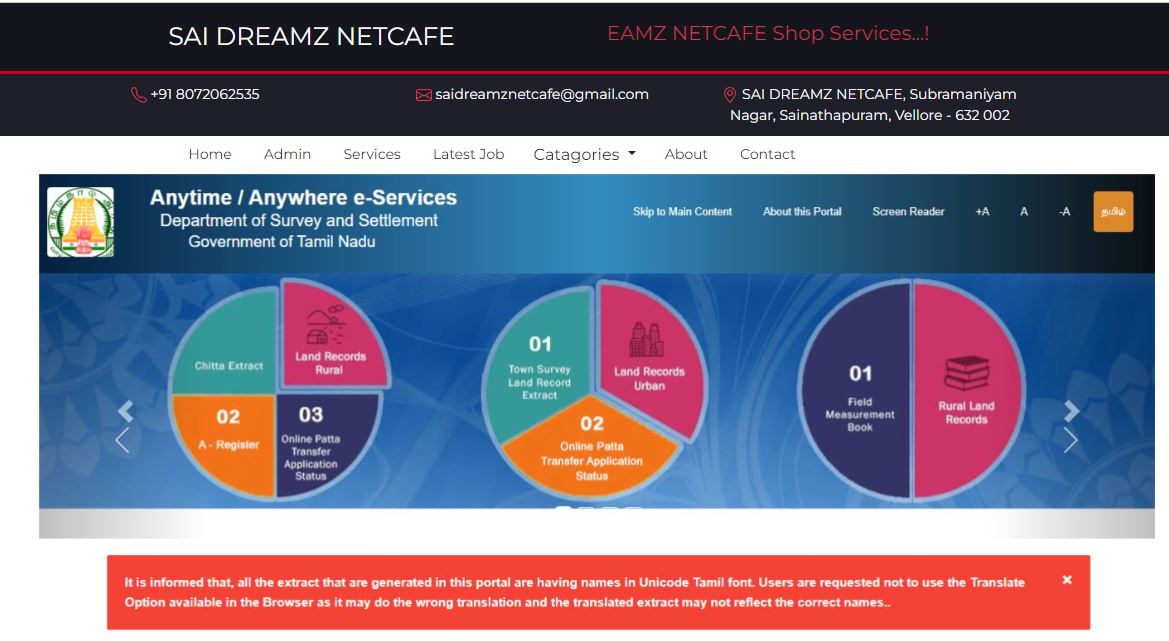 SAI DREAMZ NETCAFE
EAMZ NETCAFE Shop Services...!
+91 8072062535
saidreamznetcafe@gmail.com
SAI DREAMZ NETCAFE, Subramaniyam
Nagar, Sainathapuram, Vellore - 632 002
Home Admin Services Latest Job Catagories About Contact
Anytime / Anywhere e-Services
Department of Survey and Settlement
Government of Tamil Nadu
Skip to Main Content About this Portal Screen Reader +A A -A தமிழ்
Chitta Extract
Land Records
Rural
02
A - Register
03
Online Patta
Transfer
Application
Status
01
Town Survey
Land Record
Extract
Land Records
Urban
02
Online Patta
Transfer Application
Status
01
Field
Measurement
Book
Rural Land
Records
It is informed that, all the extract that are generated in this portal are having names in Unicode Tamil font. Users are requested not to use the Translate
Option available in the Browser as it may do the wrong translation and the translated extract may not reflect the correct names..